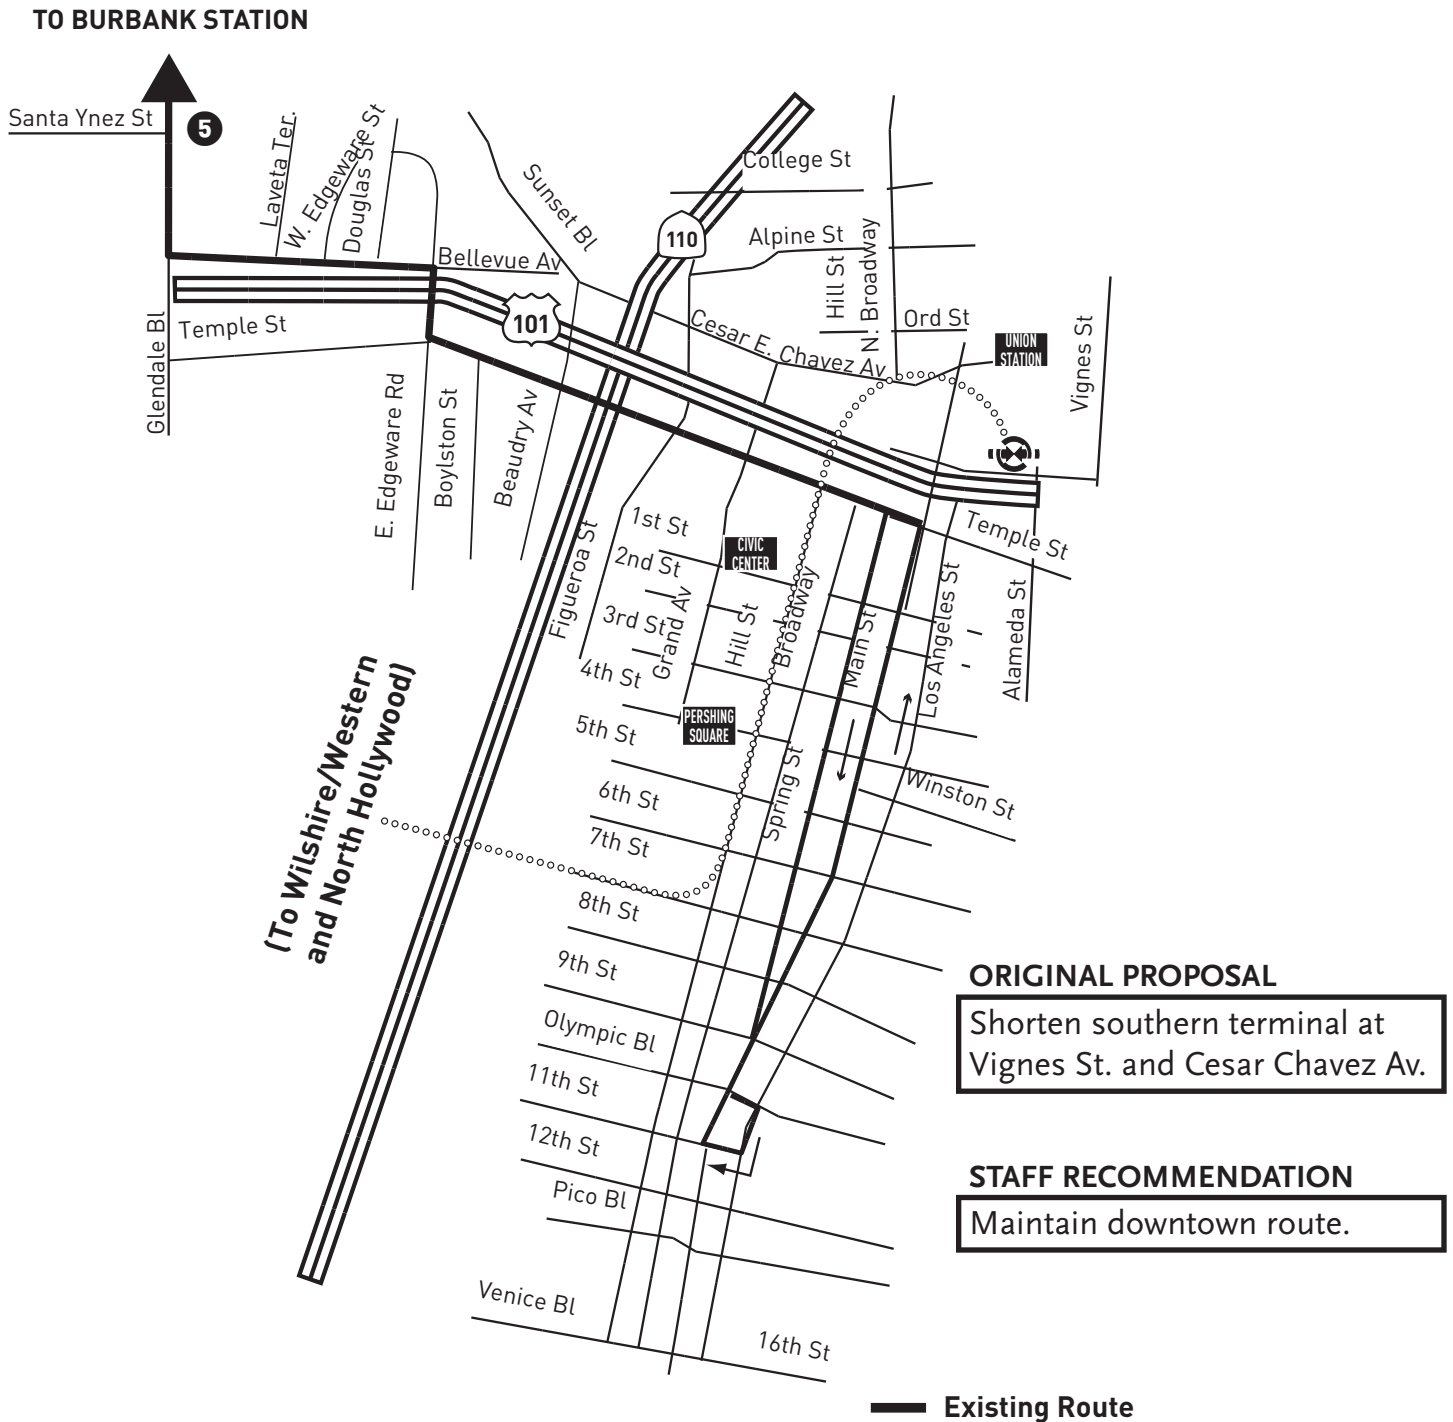 TO BURBANK STATION
Santa Ynez St
5
Laveta Ter.
W. Edgeware St
Douglas St
Sunset Bl
College St
110
Alpine St
Hill St
N. Broadway
Bellevue Av
101
Glendale Bl
Temple St
Cesar E. Chavez Av
Ord St
UNION
STATION
Vignes St
E. Edgeware Rd
Boylston St
Beaudry Av
Figueroa St
1st St
CIVIC
CENTER
2nd St
3rd St
Grand Av
Hill St
Broadway
Main St
Los Angeles St
Temple St
Alameda St
4th St
PERSHING
SQUARE
5th St
Spring St
Winston St
6th St
7th St
(To Wilshire/Western
and North Hollywood)
8th St
9th St
Olympic Bl
11th St
12th St
Pico Bl
Venice Bl
16th St
ORIGINAL PROPOSAL
Shorten southern terminal at
Vignes St. and Cesar Chavez Av.
STAFF RECOMMENDATION
Maintain downtown route.
Existing Route